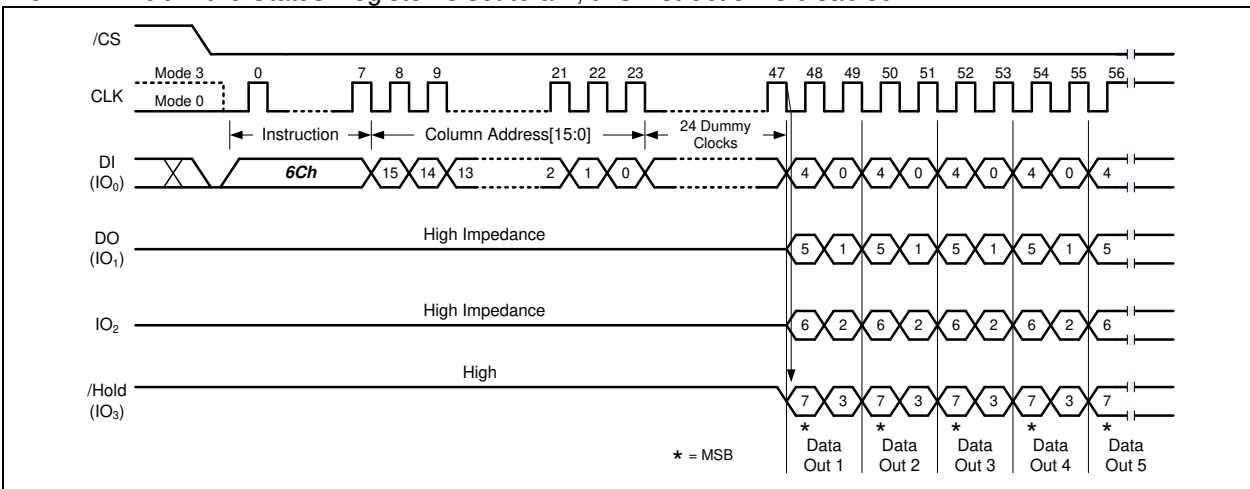 /CS
Mode 3 0 7 8 9 21 22 23 47 48 49 50 51 52 53 54 55 56
CLK
Mode 0
Instruction Column Address[15:0] 24 Dummy
Clocks
DI
(IO₀)
6Ch 15 14 13 2 1 0 4 0 4 0 4 0 4 0 4
High Impedance
DO
(IO₁)
5 1 5 1 5 1 5 1 5
High Impedance
IO₂
6 2 6 2 6 2 6 2 6
High
/Hold
(IO₃)
7 3 7 3 7 3 7 3 7
* * * * *
* = MSB
Data
Out 1
Data
Out 2
Data
Out 3
Data
Out 4
Data
Out 5